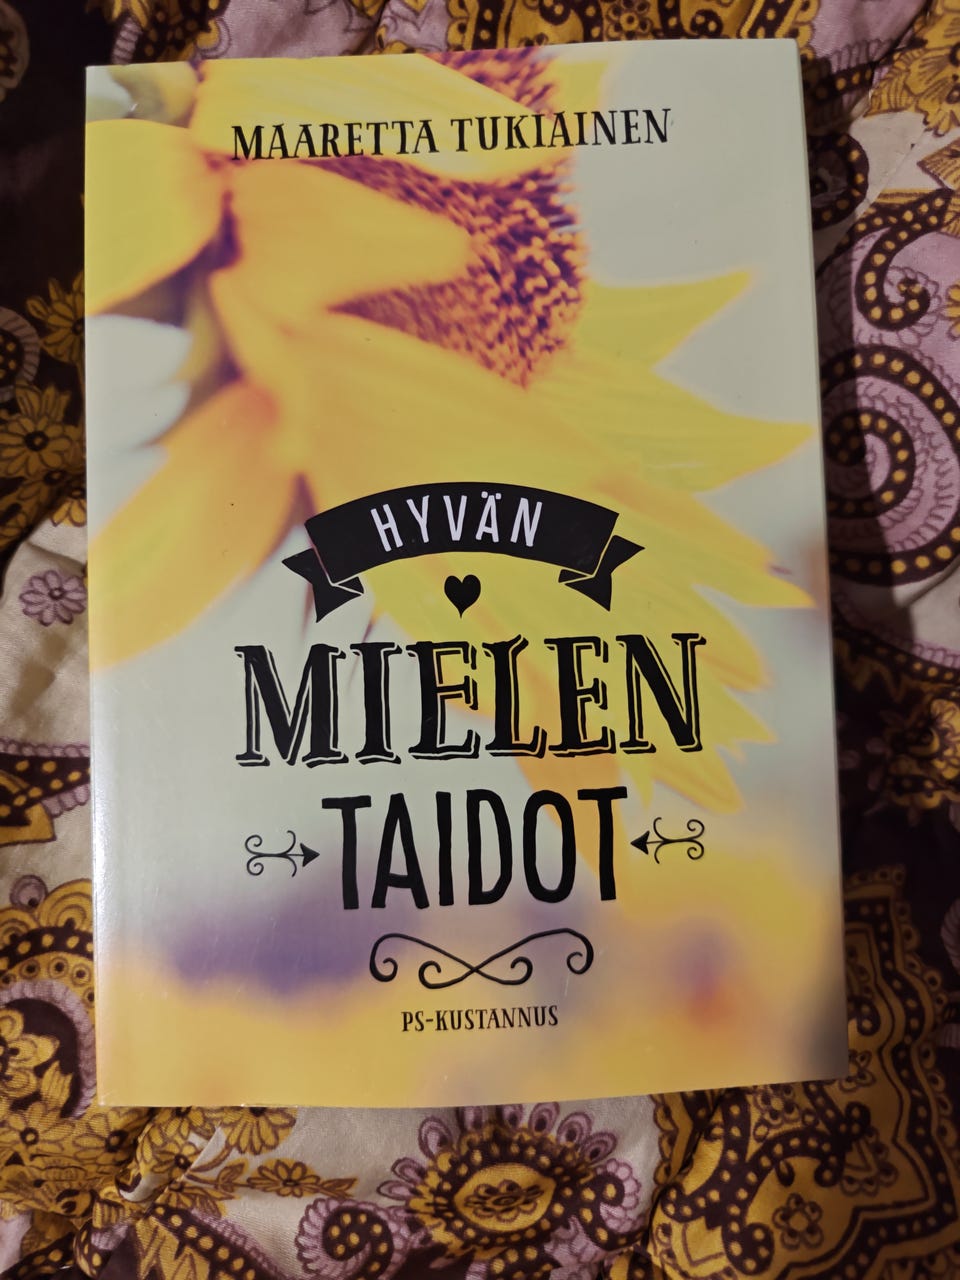 MAARETTA TUKIAINEN
HYVÄN
MIELEN
TAIDOT
PS-KUSTANNUS